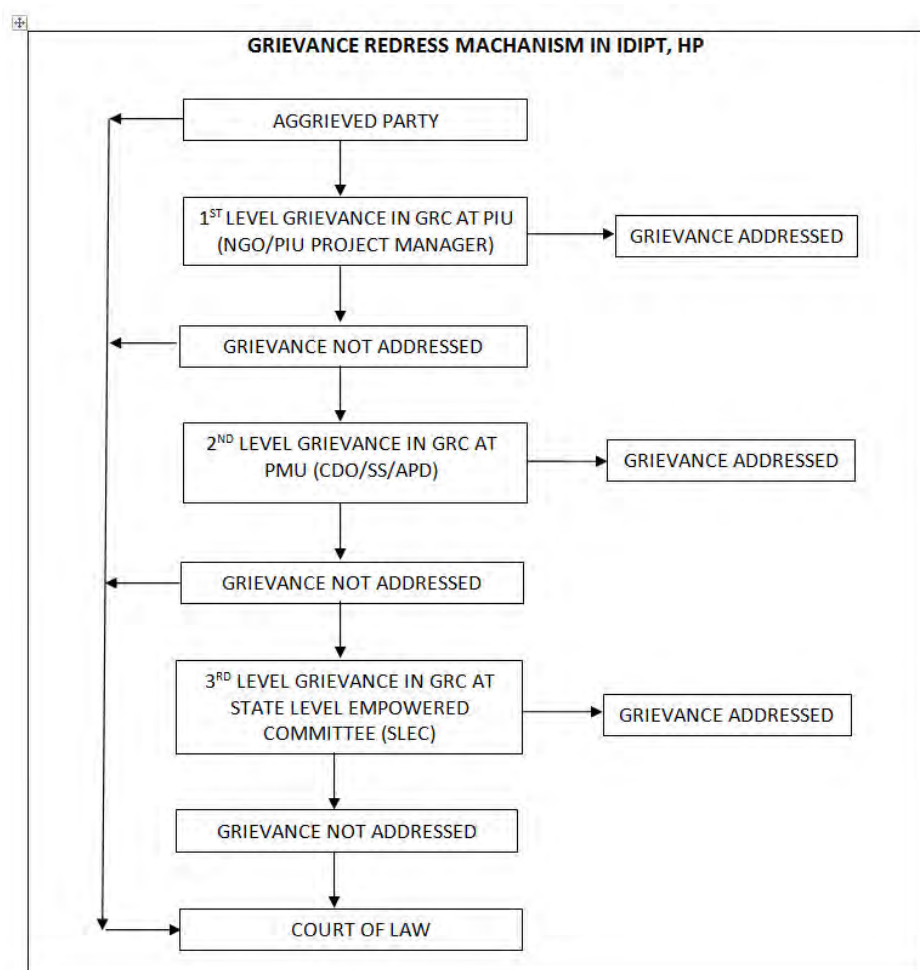 GRIEVANCE REDRESS MACHANISM IN IDIPT, HP
AGGRIEVED PARTY
1ST LEVEL GRIEVANCE IN GRC AT PIU
(NGO/PIU PROJECT MANAGER)
GRIEVANCE ADDRESSED
GRIEVANCE NOT ADDRESSED
2ND LEVEL GRIEVANCE IN GRC AT
PMU (CDO/SS/APD)
GRIEVANCE ADDRESSED
GRIEVANCE NOT ADDRESSED
3RD LEVEL GRIEVANCE IN GRC AT
STATE LEVEL EMPOWERED
COMMITTEE (SLEC)
GRIEVANCE ADDRESSED
GRIEVANCE NOT ADDRESSED
COURT OF LAW